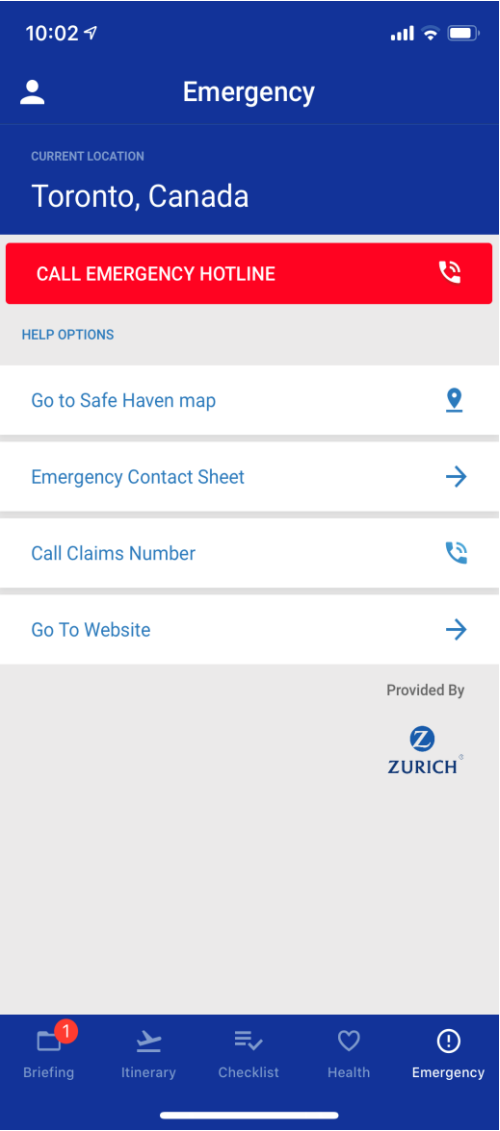 10:02
Emergency
CURRENT LOCATION
Toronto, Canada
CALL EMERGENCY HOTLINE
HELP OPTIONS
Go to Safe Haven map
Emergency Contact Sheet
Call Claims Number
Go To Website
Provided By
Z
ZURICH®
1
Briefing Itinerary Checklist Health Emergency